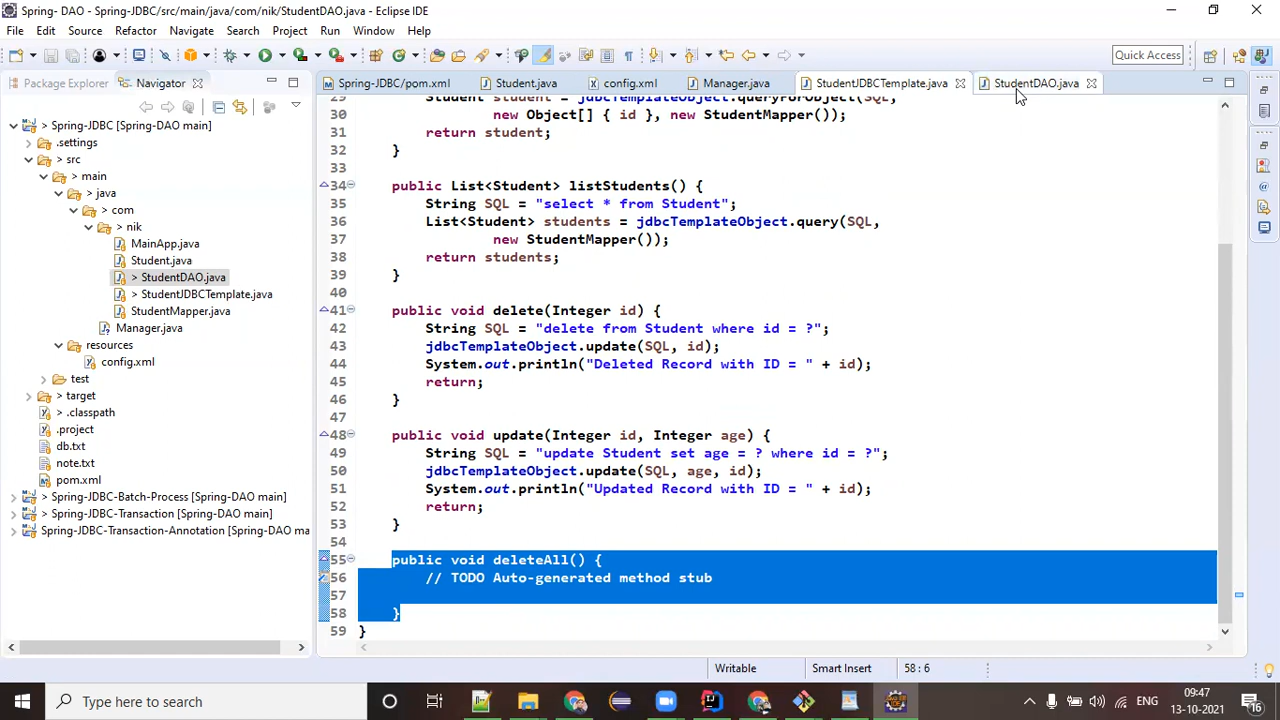 Spring- DAO - Spring-JDBC/src/main/java/com/nik/StudentDAO.java - Eclipse IDE
File Edit Source Refactor Navigate Search Project Run Window Help
Quick Access
Package Explorer Navigator
Spring-JDBC/pom.xml Student.java config.xml Manager.java StudentJDBCTemplate.java StudentDAO.java
> Spring-JDBC [Spring-DAO main]
.settings
> src
> main
> java
> com
> nik
MainApp.java
Student.java
> StudentDAO.java
> StudentJDBCTemplate.java
StudentMapper.java
Manager.java
resources
config.xml
test
> target
> .classpath
.project
db.txt
note.txt
pom.xml
> Spring-JDBC-Batch-Process [Spring-DAO main]
> Spring-JDBC-Transaction [Spring-DAO main]
Spring-JDBC-Transaction-Annotation [Spring-DAO ma
29 Student student = jdbcTemplateObject.queryForObject(SQL,
30 new Object[] { id }, new StudentMapper());
31 return student;
32 }
33
34 public List<Student> listStudents() {
35 String SQL = "select * from Student";
36 List<Student> students = jdbcTemplateObject.query(SQL,
37 new StudentMapper());
38 return students;
39 }
40
41 public void delete(Integer id) {
42 String SQL = "delete from Student where id = ?";
43 jdbcTemplateObject.update(SQL, id);
44 System.out.println("Deleted Record with ID = " + id);
45 return;
46 }
47
48 public void update(Integer id, Integer age) {
49 String SQL = "update Student set age = ? where id = ?";
50 jdbcTemplateObject.update(SQL, age, id);
51 System.out.println("Updated Record with ID = " + id);
52 return;
53 }
54
55 public void deleteAll() {
56 // TODO Auto-generated method stub
57
58 }
59 }
Writable Smart Insert 58 : 6
Type here to search
ENG
09:47
13-10-2021
16